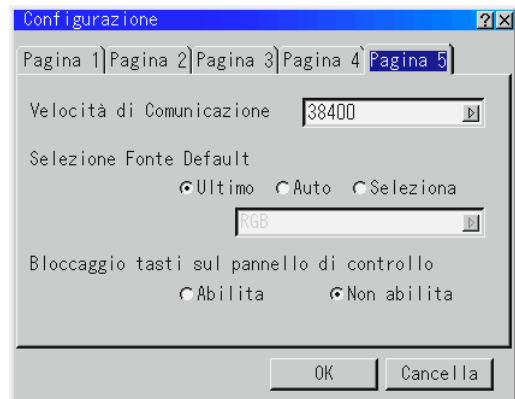 Configurazione ? X
Pagina 1 Pagina 2 Pagina 3 Pagina 4 Pagina 5
Velocità di Comunicazione 38400
Selezione Fonte Default
Ultimo Auto Seleziona
RGB
Bloccaggio tasti sul pannello di controllo
Abilita Non abilita
OK Cancella